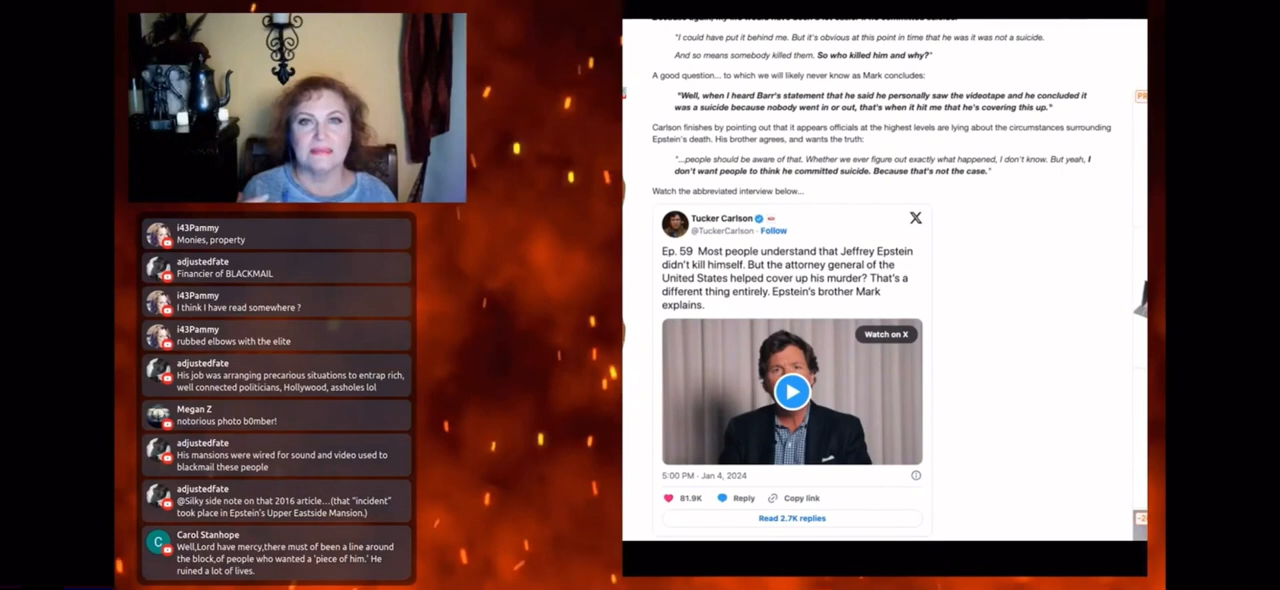 i43Pammy
Monies, property
adjustedfate
Financier of BLACKMAIL
i43Pammy
I think I have read somewhere ?
i43Pammy
rubbed elbows with the elite
adjustedfate
His job was arranging precarious situations to entrap rich,
well connected politicians, Hollywood, assholes lol
Megan Z
notorious photo b0mber!
adjustedfate
His mansions were wired for sound and video used to
blackmail these people
adjustedfate
@Silky side note on that 2016 article...(that "incident"
took place in Epstein's Upper Eastside Mansion.)
C
Carol Stanhope
Well,Lord have mercy,there must of been a line around
the block,of people who wanted a 'piece of him.' He
ruined a lot of lives.
"I could have put it behind me. But it's obvious at this point in time that he was it was not a suicide.
And so means somebody killed them. So who killed him and why?"
A good question... to which we will likely never know as Mark concludes:
"Well, when I heard Barr's statement that he said he personally saw the videotape and he concluded it
was a suicide because nobody went in or out, that's when it hit me that he's covering this up."
Carlson finishes by pointing out that it appears officials at the highest levels are lying about the circumstances surrounding
Epstein's death. His brother agrees, and wants the truth:
"...people should be aware of that. Whether we ever figure out exactly what happened, I don't know. But yeah, I
don't want people to think he committed suicide. Because that's not the case."
Watch the abbreviated interview below...
Tucker Carlson
@TuckerCarlson · Follow
Ep. 59 Most people understand that Jeffrey Epstein
didn't kill himself. But the attorney general of the
United States helped cover up his murder? That's a
different thing entirely. Epstein's brother Mark
explains.
Watch on X
5:00 PM · Jan 4, 2024
81.9K Reply Copy link
Read 2.7K replies